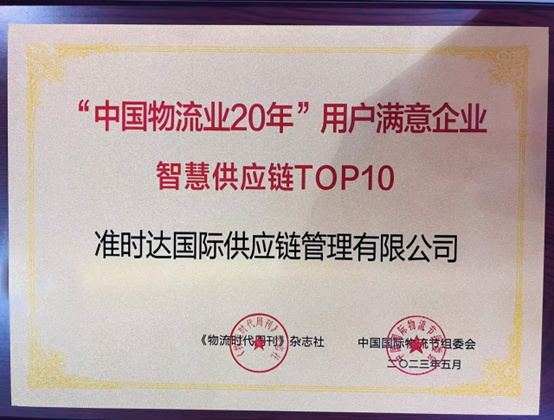 “中国物流业20年”用户满意企业
智慧供应链TOP10
准时达国际供应链管理有限公司
《物流时代周刊》杂志社
中国国际物流节组委会
二〇二三年五月